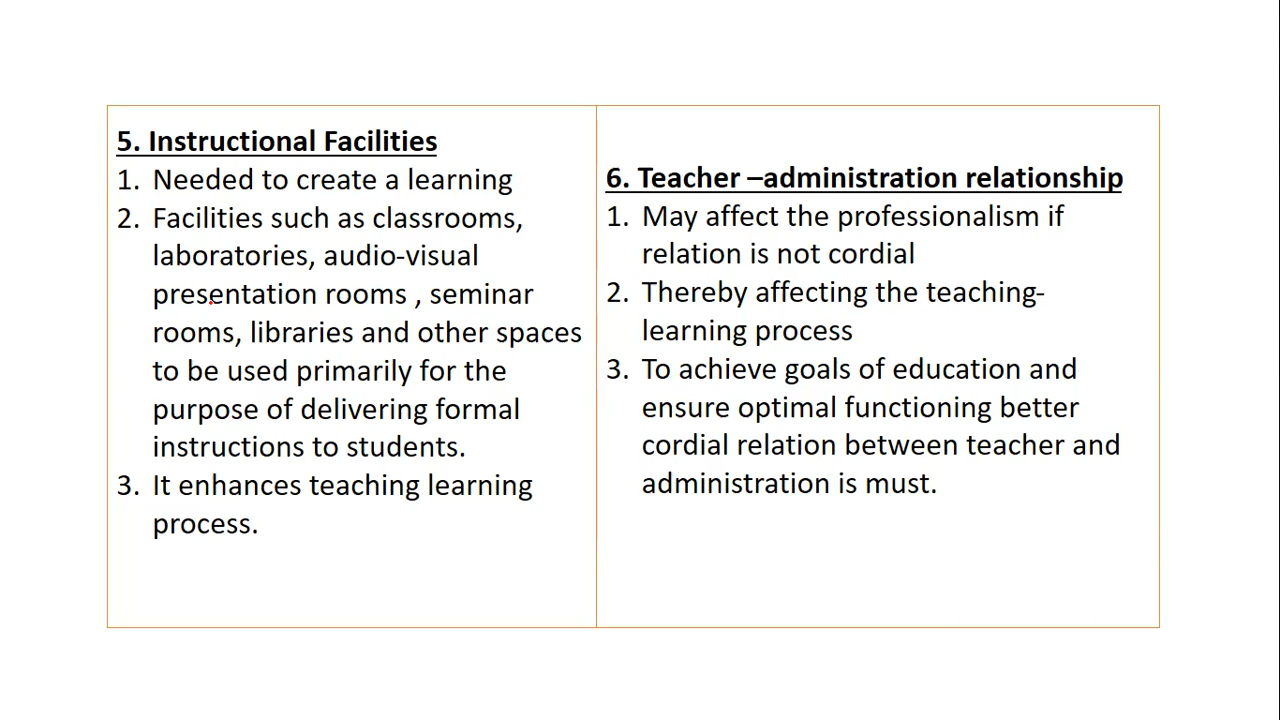 5. Instructional Facilities
1. Needed to create a learning
2. Facilities such as classrooms,
laboratories, audio-visual
presentation rooms , seminar
rooms, libraries and other spaces
to be used primarily for the
purpose of delivering formal
instructions to students.
3. It enhances teaching learning
process.
6. Teacher –administration relationship
1. May affect the professionalism if
relation is not cordial
2. Thereby affecting the teaching-
learning process
3. To achieve goals of education and
ensure optimal functioning better
cordial relation between teacher and
administration is must.